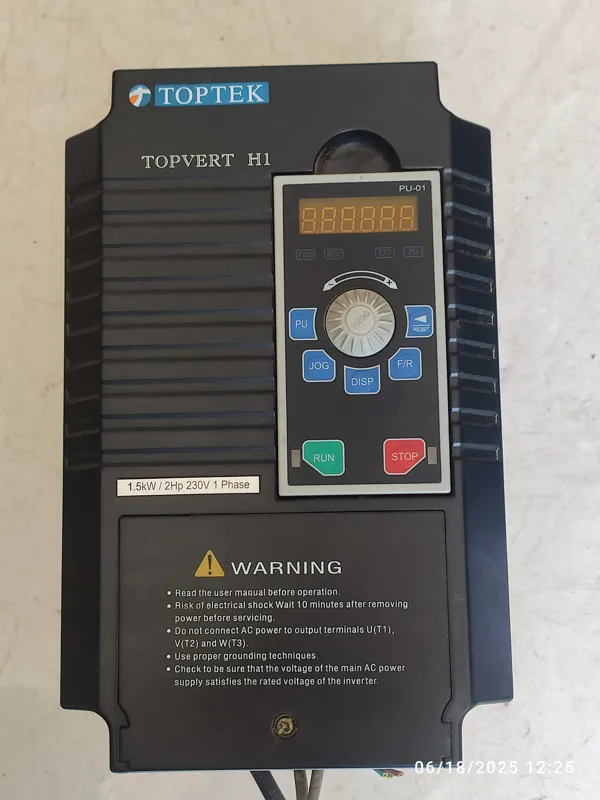 TOPTEK
TOPVERT H1
PU-01
FWD REV EXT PU
- +
PROG
PU
RESET
JOG
F/R
DISP
RUN
STOP
1.5kW / 2Hp 230V 1 Phase
WARNING
• Read the user manual before operation.
• Risk of electrical shock Wait 10 minutes after removing
power before servicing.
• Do not connect AC power to output terminals U(T1),
V(T2) and W(T3).
• Use proper grounding techniques.
• Check to be sure that the voltage of the main AC power
supply satisfies the rated voltage of the inverter.
06/18/2025 12:25